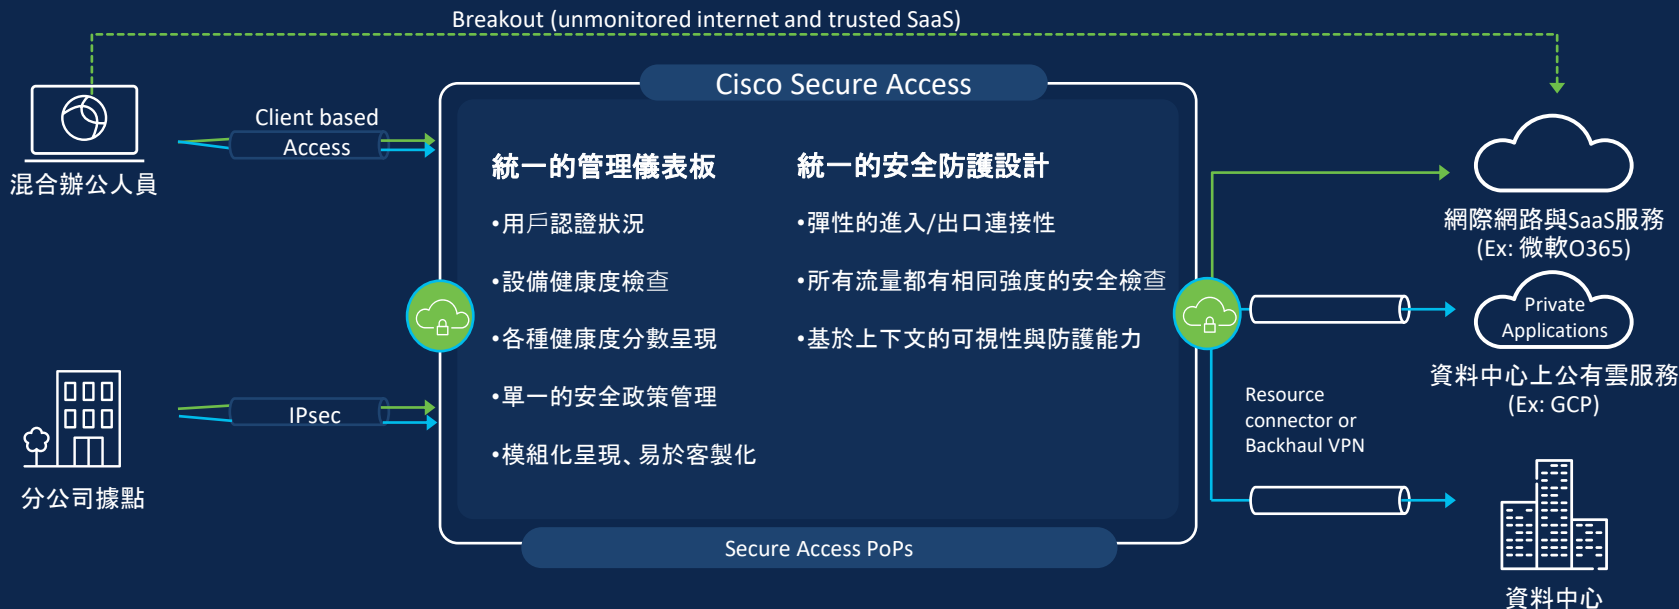 Breakout (unmonitored internet and trusted SaaS)
Cisco Secure Access
Client based
Access
混合辦公人員
統一的管理儀表板
•用戶認證狀況
•設備健康度檢查
•各種健康度分數呈現
•單一的安全政策管理
•模組化呈現、易於客製化
統一的安全防護設計
•彈性的進入/出口連接性
•所有流量都有相同強度的安全檢查
•基於上下文的可視性與防護能力
IPsec
分公司據點
Secure Access PoPs
網際網路與SaaS服務
(Ex: 微軟O365)
Private
Applications
資料中心上公有雲服務
(Ex: GCP)
Resource
connector or
Backhaul VPN
資料中心